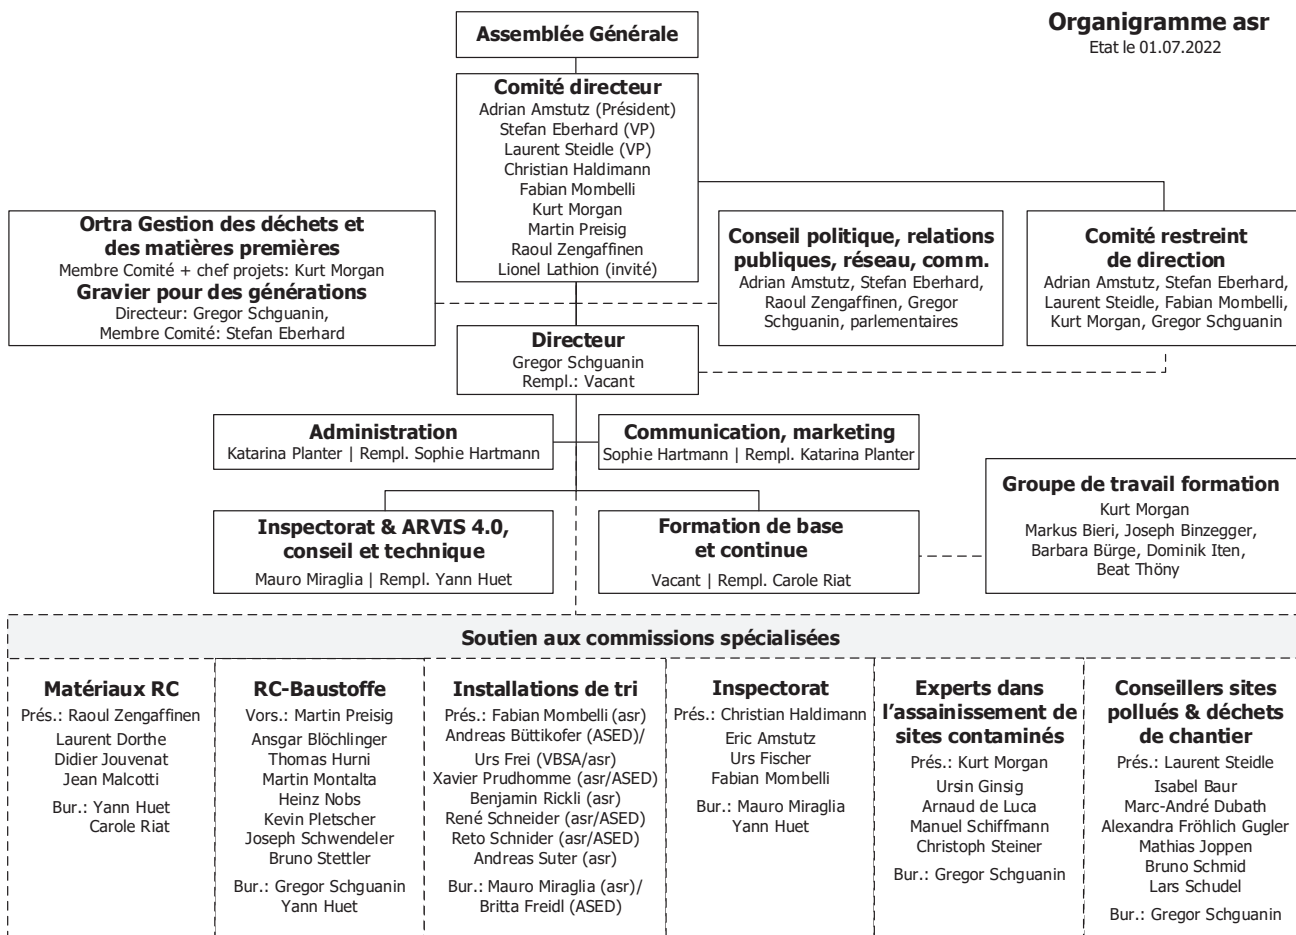 Organigramme asr
Etat le 01.07.2022
Assemblée Générale
Comité directeur
Adrian Amstutz (Président)
Stefan Eberhard (VP)
Laurent Steidle (VP)
Christian Haldimann
Fabian Mombelli
Kurt Morgan
Martin Preisig
Raoul Zengaffinen
Lionel Lathion (invité)
Ortra Gestion des déchets et
des matières premières
Membre Comité + chef projets: Kurt Morgan
Gravier pour des générations
Directeur: Gregor Schguanin,
Membre Comité: Stefan Eberhard
Conseil politique, relations
publiques, réseau, comm.
Adrian Amstutz, Stefan Eberhard,
Raoul Zengaffinen, Gregor
Schguanin, parlementaires
Comité restreint
de direction
Adrian Amstutz, Stefan Eberhard,
Laurent Steidle, Fabian Mombelli,
Kurt Morgan, Gregor Schguanin
Directeur
Gregor Schguanin
Rempl.: Vacant
Administration
Katarina Planter | Rempl. Sophie Hartmann
Communication, marketing
Sophie Hartmann | Rempl. Katarina Planter
Inspectorat & ARVIS 4.0,
conseil et technique
Mauro Miraglia | Rempl. Yann Huet
Formation de base
et continue
Vacant | Rempl. Carole Riat
Groupe de travail formation
Kurt Morgan
Markus Bieri, Joseph Binzegger,
Barbara Bürge, Dominik Iten,
Beat Thöny
Soutien aux commissions spécialisées
Matériaux RC
Prés.: Raoul Zengaffinen
Laurent Dorthe
Didier Jouvenat
Jean Malcotti
Bur.: Yann Huet
Carole Riat
RC-Baustoffe
Vors.: Martin Preisig
Ansgar Blöchlinger
Thomas Hurni
Martin Montalta
Heinz Nobs
Kevin Pletscher
Joseph Schwendeler
Bruno Stettler
Bur.: Gregor Schguanin
Yann Huet
Installations de tri
Prés.: Fabian Mombelli (asr)
Andreas Büttikofer (ASED)/
Urs Frei (VBSA/asr)
Xavier Prudhomme (asr/ASED)
Benjamin Rickli (asr)
René Schneider (asr/ASED)
Reto Schnider (asr/ASED)
Andreas Suter (asr)
Bur.: Mauro Miraglia (asr)/
Britta Freidl (ASED)
Inspectorat
Prés.: Christian Haldimann
Eric Amstutz
Urs Fischer
Fabian Mombelli
Bur.: Mauro Miraglia
Yann Huet
Experts dans
l'assainissement de
sites contaminés
Prés.: Kurt Morgan
Ursin Ginsig
Arnaud de Luca
Manuel Schiffmann
Christoph Steiner
Bur.: Gregor Schguanin
Conseillers sites
pollués & déchets
de chantier
Prés.: Laurent Steidle
Isabel Baur
Marc-André Dubath
Alexandra Fröhlich Gugler
Mathias Joppen
Bruno Schmid
Lars Schudel
Bur.: Gregor Schguanin